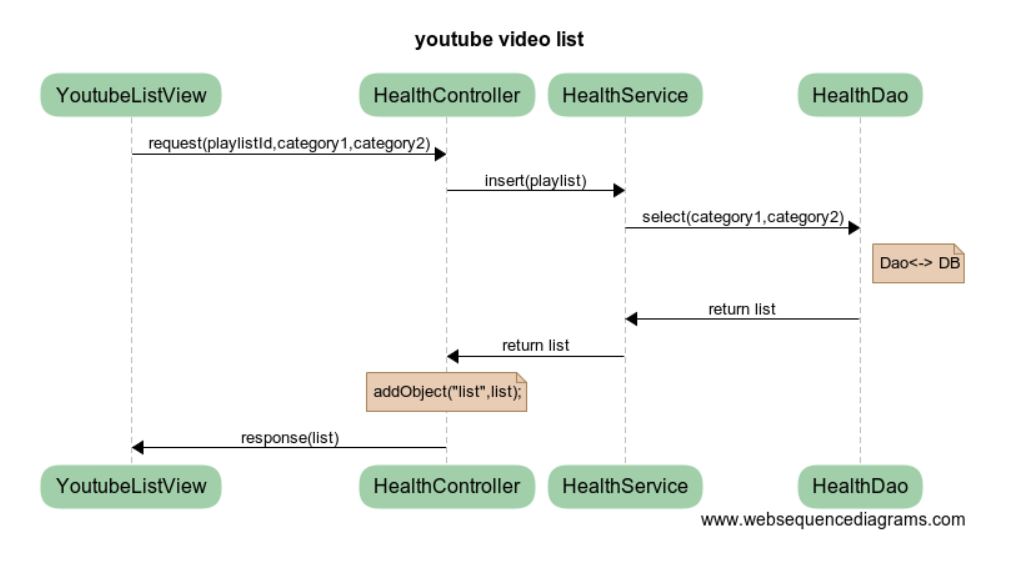 youtube video list
YoutubeListView
HealthController
HealthService
HealthDao
request(playlistId,category1,category2)
insert(playlist)
select(category1,category2)
Dao<-> DB
return list
return list
addObject("list",list);
response(list)
YoutubeListView
HealthController
HealthService
HealthDao
www.websequencediagrams.com